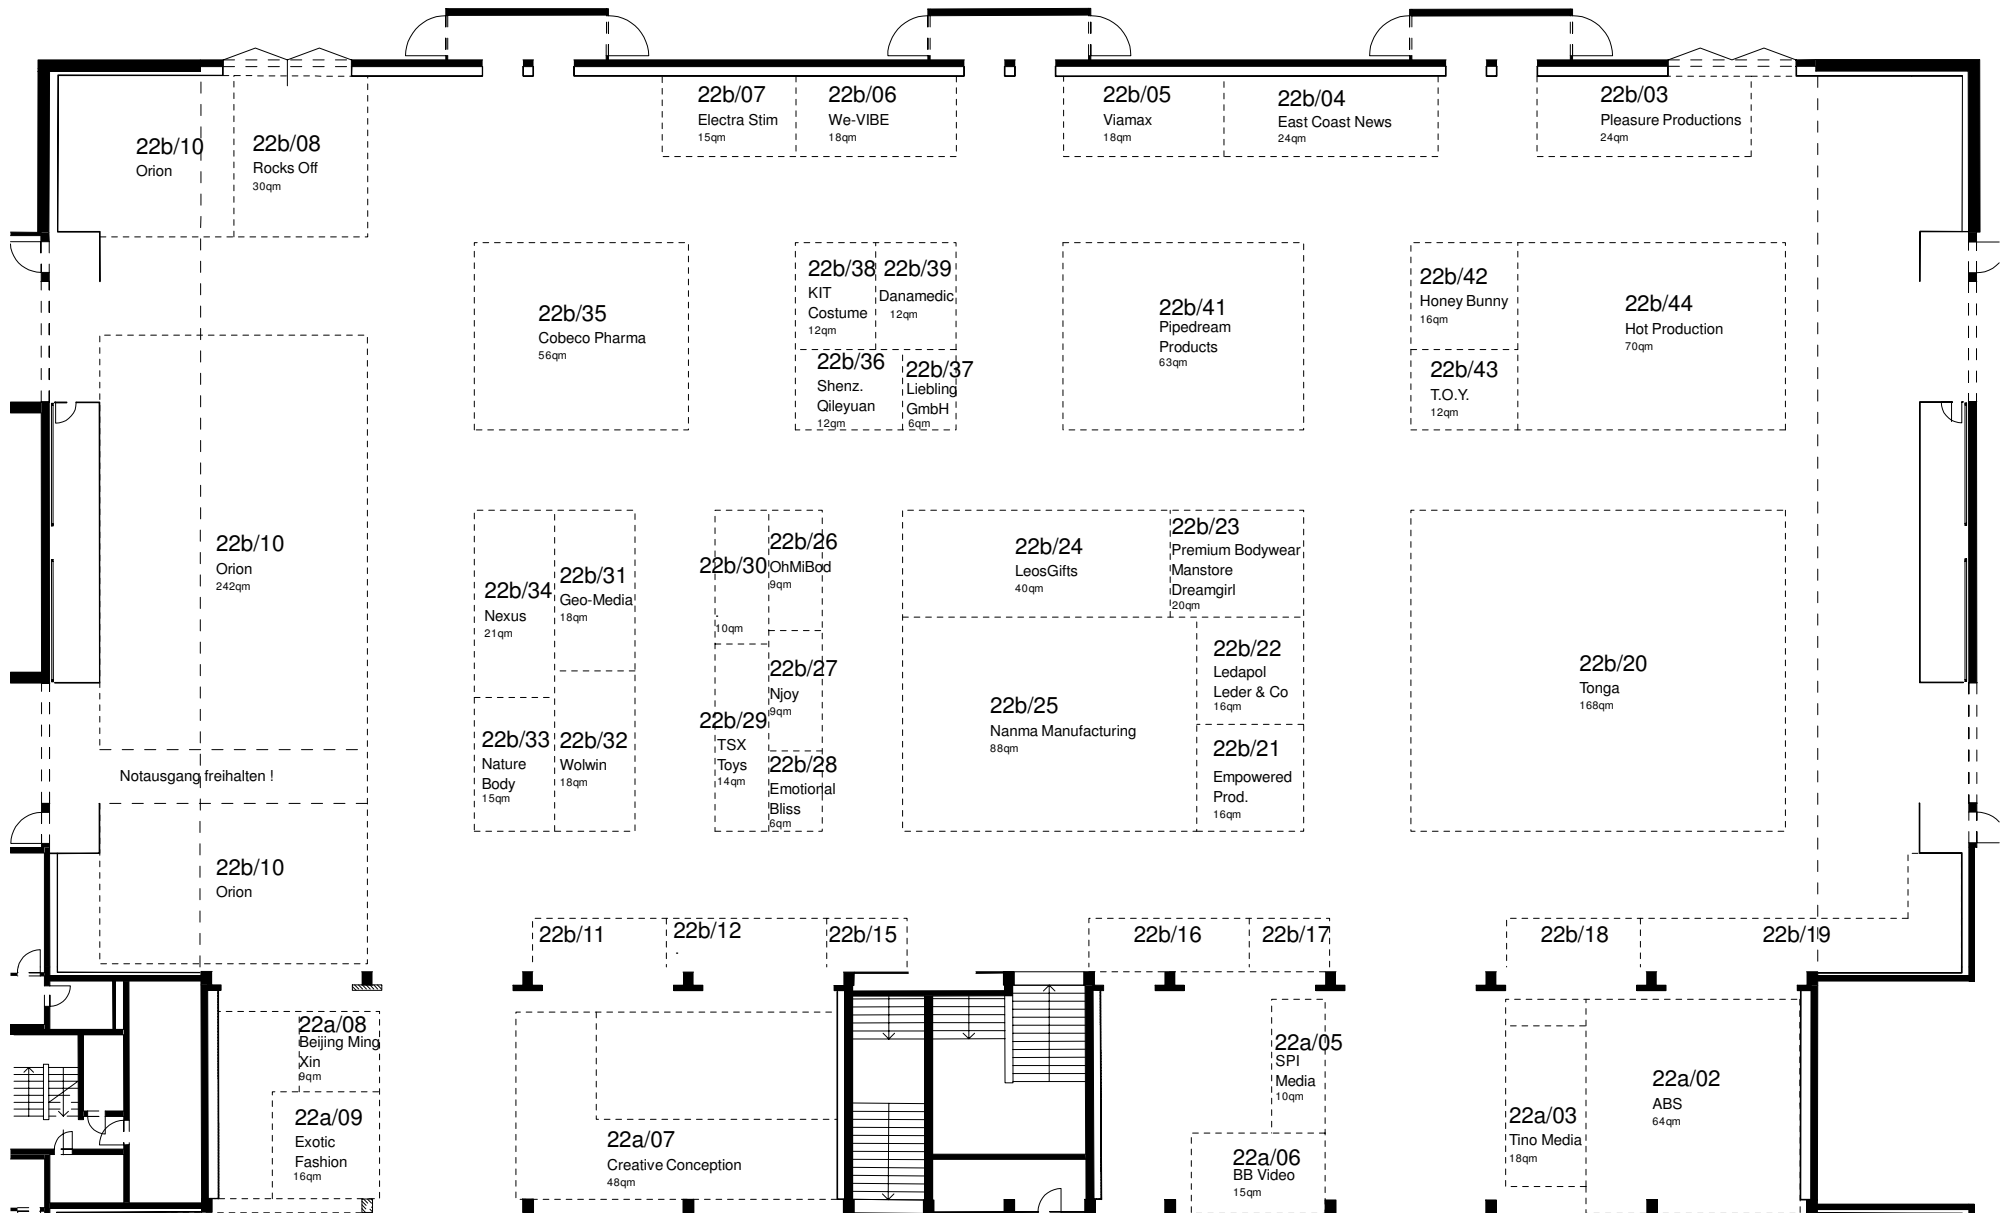 22b/07
Electra Stim
15qm
22b/06
We-VIBE
18qm
22b/05
Viamax
18qm
22b/04
East Coast News
24qm
22b/03
Pleasure Productions
24qm
22b/10
Orion
22b/08
Rocks Off
30qm
22b/35
Cobeco Pharma
56qm
22b/38
KIT
Costume
12qm
22b/39
Danamedic
12qm
22b/36
Shenz.
Qileyuan
12qm
22b/37
Liebling
GmbH
6qm
22b/41
Pipedream
Products
63qm
22b/42
Honey Bunny
16qm
22b/43
T.O.Y.
12qm
22b/44
Hot Production
70qm
22b/10
Orion
242qm
22b/34
Nexus
21qm
22b/31
Geo-Media
18qm
22b/30
.
10qm
22b/26
OhMiBod
9qm
22b/27
Njoy
9qm
22b/33
Nature
Body
15qm
22b/32
Wolwin
18qm
22b/29
TSX
Toys
14qm
22b/28
Emotional
Bliss
6qm
22b/24
LeosGifts
40qm
22b/23
Premium Bodywear
Manstore
Dreamgirl
20qm
22b/25
Nanma Manufacturing
88qm
22b/22
Ledapol
Leder & Co
16qm
22b/21
Empowered
Prod.
16qm
22b/20
Tonga
168qm
Notausgang freihalten !
22b/10
Orion
22b/11
22b/12
.
22b/15
22b/16
22b/17
22b/18
22b/19
22a/08
Beijing Ming
Xin
9qm
22a/09
Exotic
Fashion
16qm
22a/07
Creative Conception
48qm
22a/05
SPI
Media
10qm
22a/06
BB Video
15qm
22a/03
Tino Media
18qm
22a/02
ABS
64qm